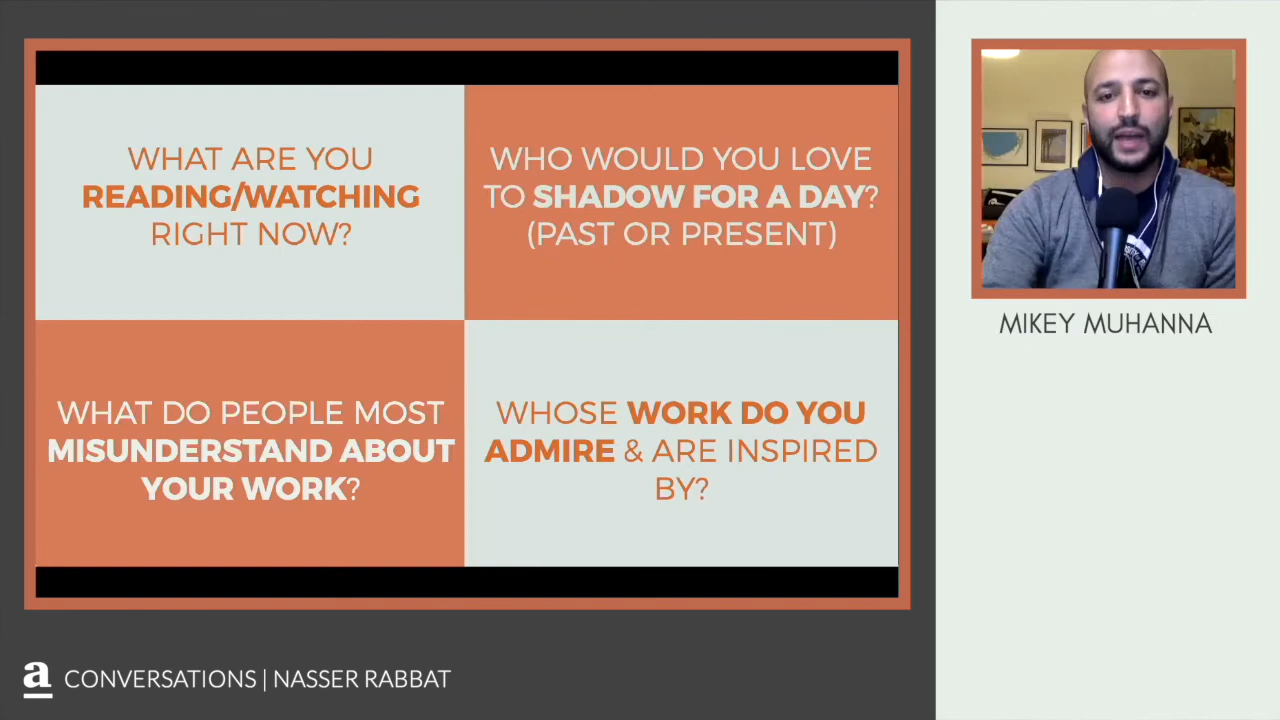 WHAT ARE YOU
READING/WATCHING
RIGHT NOW?
WHO WOULD YOU LOVE
TO SHADOW FOR A DAY?
(PAST OR PRESENT)
WHAT DO PEOPLE MOST
MISUNDERSTAND ABOUT
YOUR WORK?
WHOSE WORK DO YOU
ADMIRE & ARE INSPIRED
BY?
MIKEY MUHANNA
a CONVERSATIONS | NASSER RABBAT